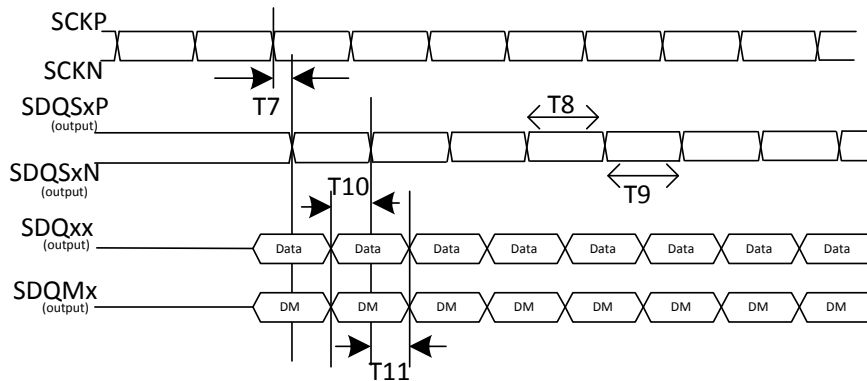 SCKP
SCKN
T7
SDQSxP
(output)
T8
SDQSxN
(output)
T9
T10
SDQxx
(output)
Data Data Data Data Data Data Data Data
SDQMx
(output)
DM DM DM DM DM DM DM DM
T11